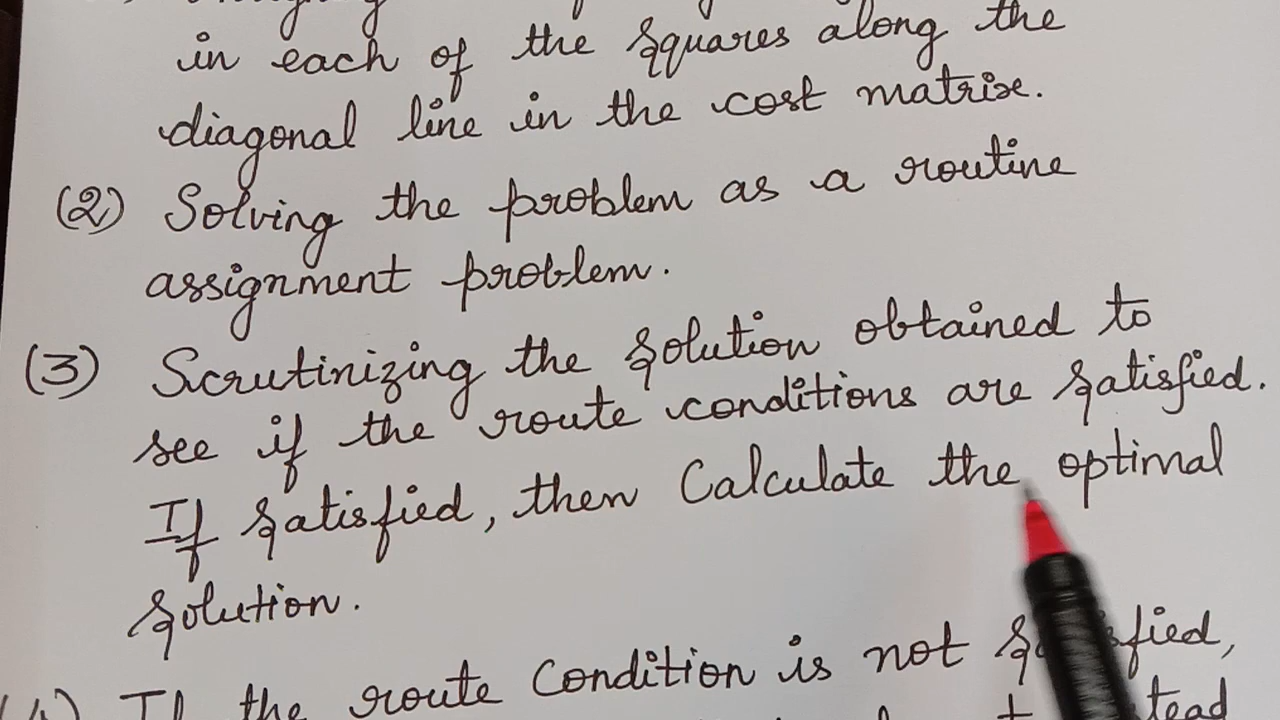 in each of the squares along the
diagonal line in the cost matrix.
(2) Solving the problem as a routine
assignment problem.
(3) Scrutinizing the solution obtained to
see if the route conditions are satisfied.
If satisfied, then Calculate the optimal
solution.
If the route Condition is not